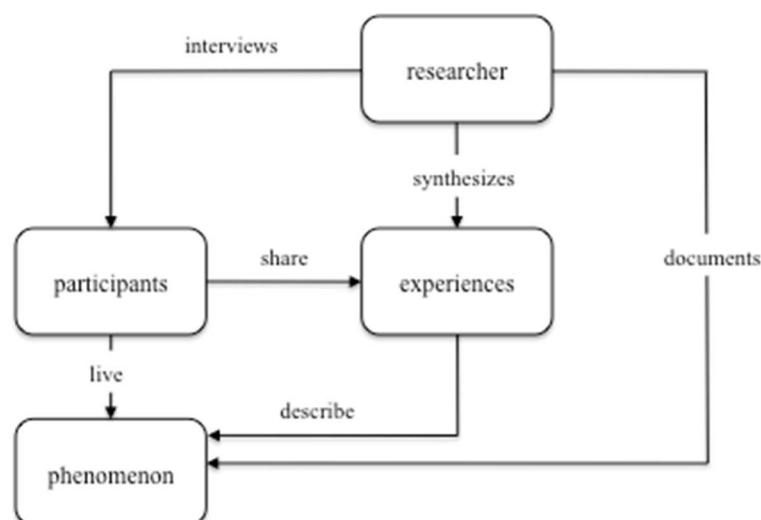 interviews
researcher
synthesizes
share
documents
participants
experiences
live
describe
phenomenon